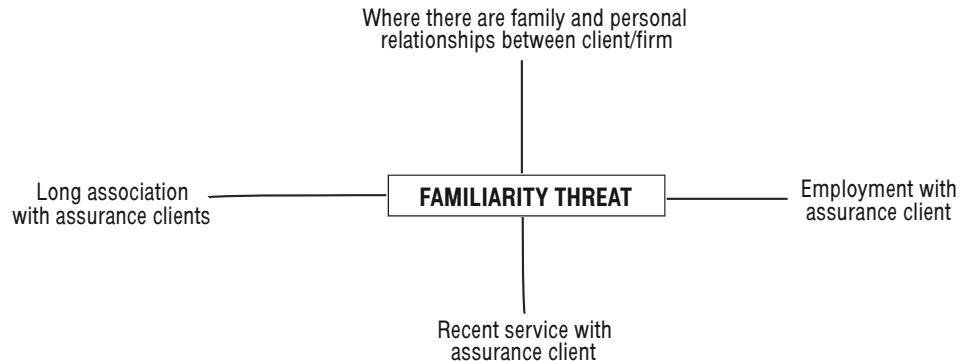 Where there are family and personal
relationships between client/firm
Long association
with assurance clients
FAMILIARITY THREAT
Employment with
assurance client
Recent service with
assurance client